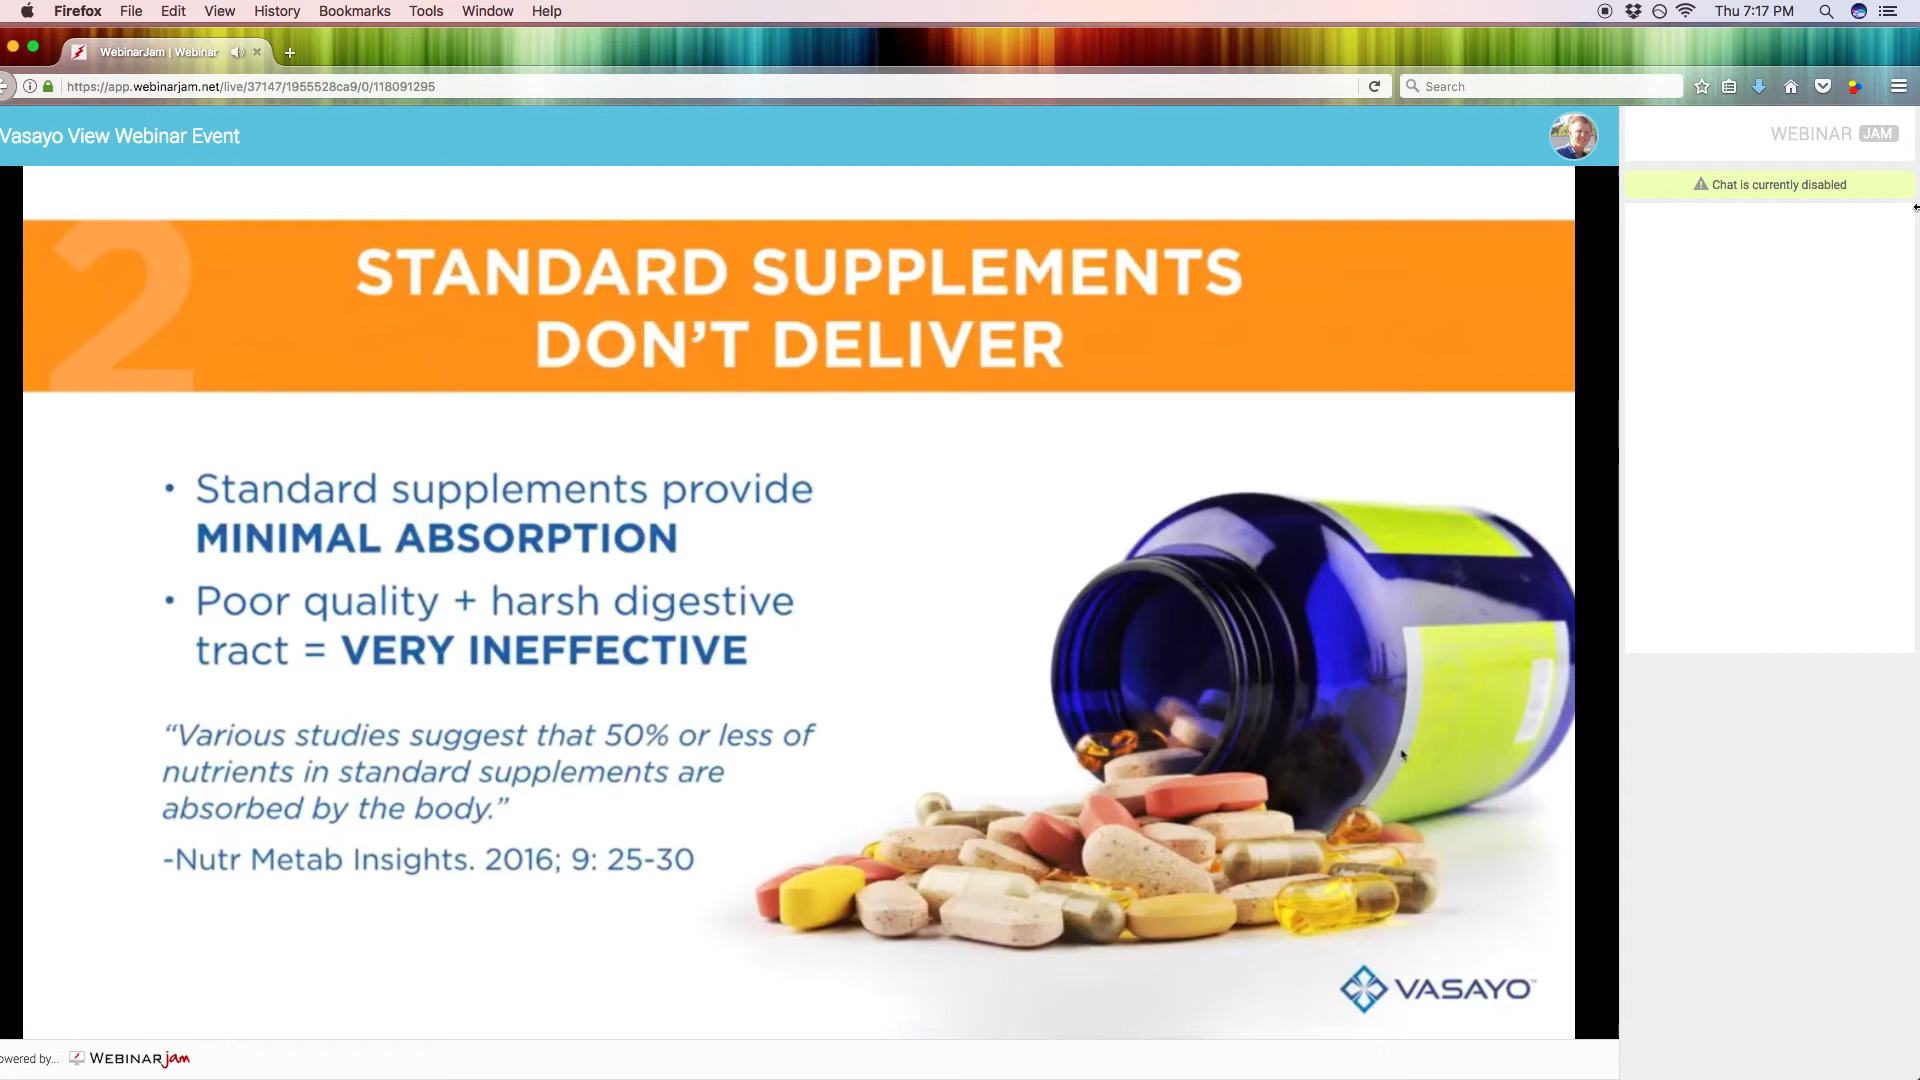 Firefox File Edit View History Bookmarks Tools Window Help Thu 7:17 PM
WebinarJam | Webinar
https://app.webinarjam.net/live/37147/1955528ca9/0/118091295 Search
Vasayo View Webinar Event
WEBINAR JAM
Chat is currently disabled
2
STANDARD SUPPLEMENTS
DON’T DELIVER
• Standard supplements provide
MINIMAL ABSORPTION
• Poor quality + harsh digestive
tract = VERY INEFFECTIVE
“Various studies suggest that 50% or less of
nutrients in standard supplements are
absorbed by the body.”
-Nutr Metab Insights. 2016; 9: 25-30
VASAYO™
owered by... WEBINARjam